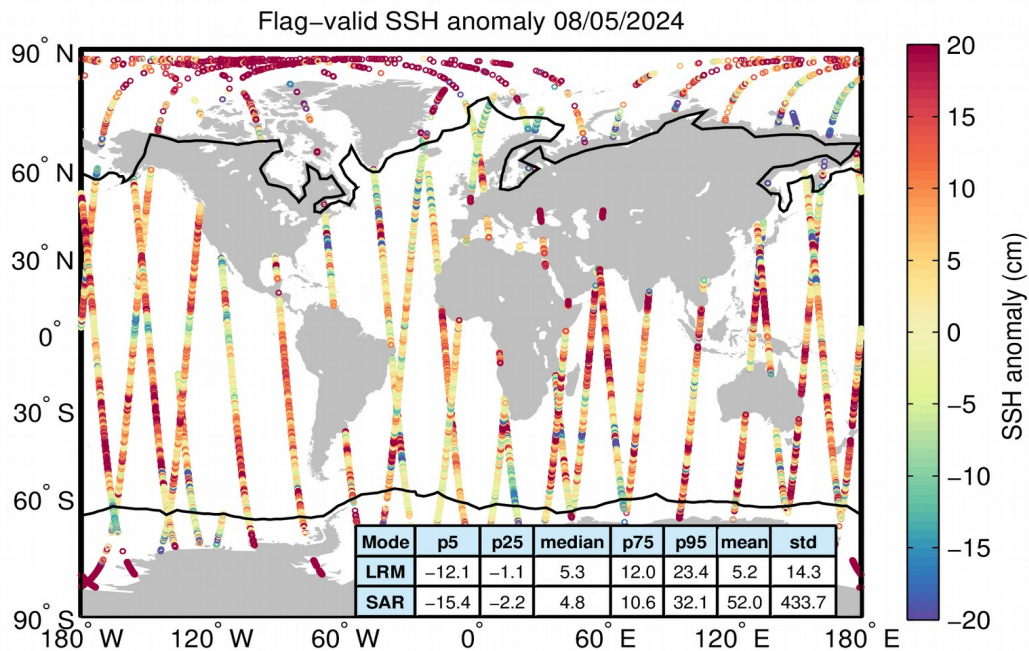 Flag−valid SSH anomaly 08/05/2024
90° N
60° N
30° N
0°
30° S
60° S
90° S
180° W
120° W
60° W
0°
60° E
120° E
180° E
Mode p5 p25 median p75 p95 mean std
LRM −12.1 −1.1 5.3 12.0 23.4 5.2 14.3
SAR −15.4 −2.2 4.8 10.6 32.1 52.0 433.7
20
15
10
5
0
−5
−10
−15
−20
SSH anomaly (cm)